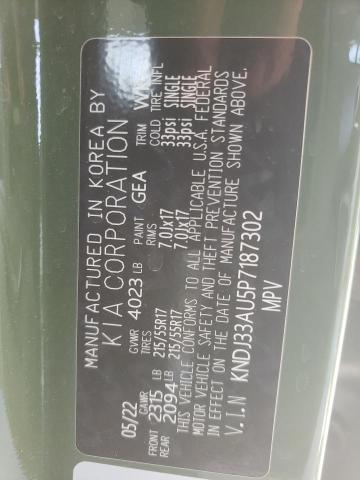 MANUFACTURED IN KOREA BY
KIA CORPORATION
05/22 GVWR 4023 LB PAINT GEA TRIM
GAWR TIRES RIMS COLD TIRE INFL
FRONT 2315 LB 215/55R17 7.0Jx17 33psi SINGLE
REAR 2094 LB 215/55R17 7.0Jx17 33psi SINGLE
THIS VEHICLE CONFORMS TO ALL APPLICABLE U.S.A. FEDERAL
MOTOR VEHICLE SAFETY AND THEFT PREVENTION STANDARDS
IN EFFECT ON THE DATE OF MANUFACTURE SHOWN ABOVE.
V.I.N KNDJ33AU5P7187302
MPV